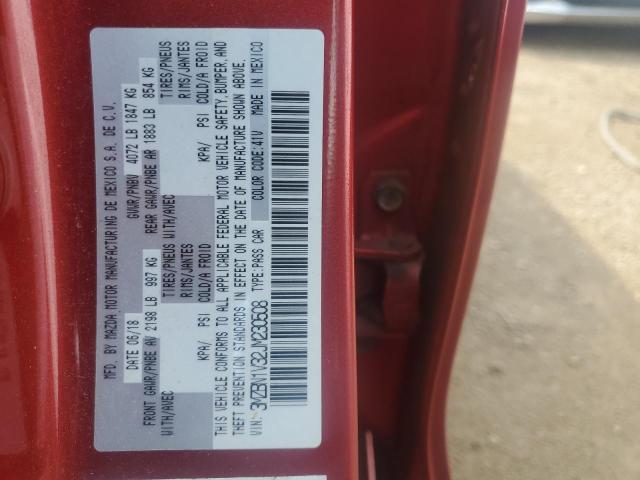 MFD. BY MAZDA MOTOR MANUFACTURING DE MEXICO S.A. DE C.V.
DATE 06/18 GVWR/PNBV 4072 LB 1847 KG
FRONT GAWR/PNBE AV 2198 LB 997 KG REAR GAWR/PNBE AR 1883 LB 854 KG
WITH/AVEC TIRES/PNEUS WITH/AVEC TIRES/PNEUS
RIMS/JANTES RIMS/JANTES
KPA/ PSI COLD/A FROID KPA/ PSI COLD/A FROID
THIS VEHICLE CONFORMS TO ALL APPLICABLE FEDERAL MOTOR VEHICLE SAFETY, BUMPER, AND
THEFT PREVENTION STANDARDS IN EFFECT ON THE DATE OF MANUFACTURE SHOWN ABOVE.
VIN: 3MZBN1V32JM230508 TYPE: PASS CAR COLOR CODE: 41V MADE IN MEXICO